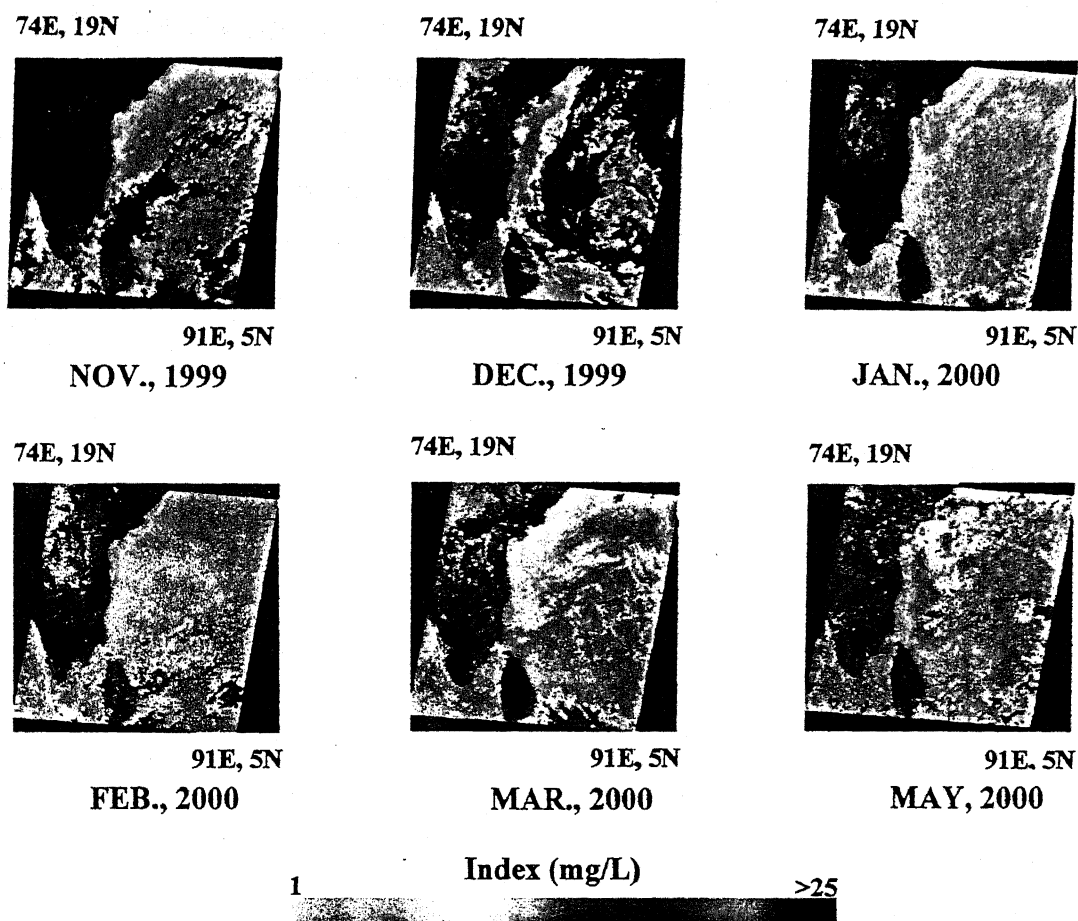 74E, 19N 74E, 19N 74E, 19N
91E, 5N 91E, 5N 91E, 5N
NOV., 1999 DEC., 1999 JAN., 2000
74E, 19N 74E, 19N 74E, 19N
91E, 5N 91E, 5N 91E. 5N
FEB., 2000 MAR., 2000 MAY, 2000
Index (mg/L)
1 >25